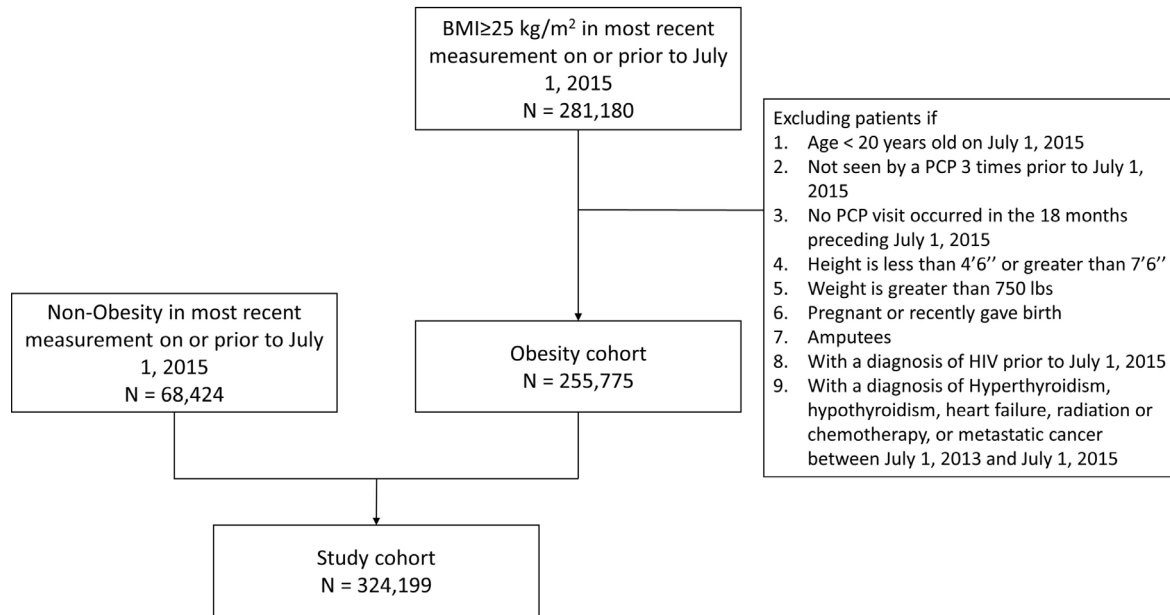 BMI≥25 kg/m² in most recent
measurement on or prior to July
1, 2015
N = 281,180
Excluding patients if
1. Age < 20 years old on July 1, 2015
2. Not seen by a PCP 3 times prior to July 1,
2015
3. No PCP visit occurred in the 18 months
preceding July 1, 2015
4. Height is less than 4’6’’ or greater than 7’6’’
5. Weight is greater than 750 lbs
6. Pregnant or recently gave birth
7. Amputees
8. With a diagnosis of HIV prior to July 1, 2015
9. With a diagnosis of Hyperthyroidism,
hypothyroidism, heart failure, radiation or
chemotherapy, or metastatic cancer
between July 1, 2013 and July 1, 2015
Non-Obesity in most recent
measurement on or prior to July
1, 2015
N = 68,424
Obesity cohort
N = 255,775
Study cohort
N = 324,199